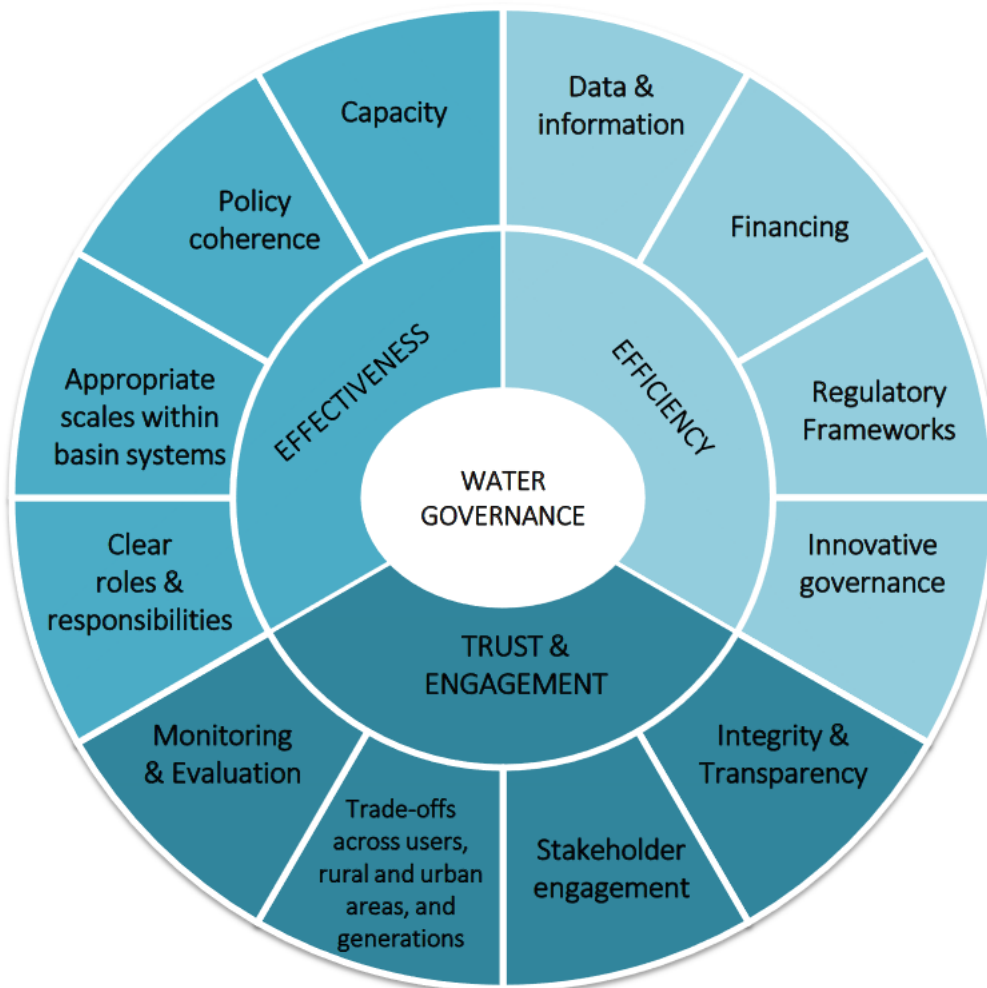 Capacity
Data &
information
Policy
coherence
Financing
Appropriate
scales within
basin systems
EFFECTIVENESS
EFFICIENCY
Regulatory
Frameworks
WATER
GOVERNANCE
Clear
roles &
responsibilities
Innovative
governance
TRUST &
ENGAGEMENT
Monitoring
& Evaluation
Integrity &
Transparency
Trade-offs
across users,
rural and urban
areas, and
generations
Stakeholder
engagement